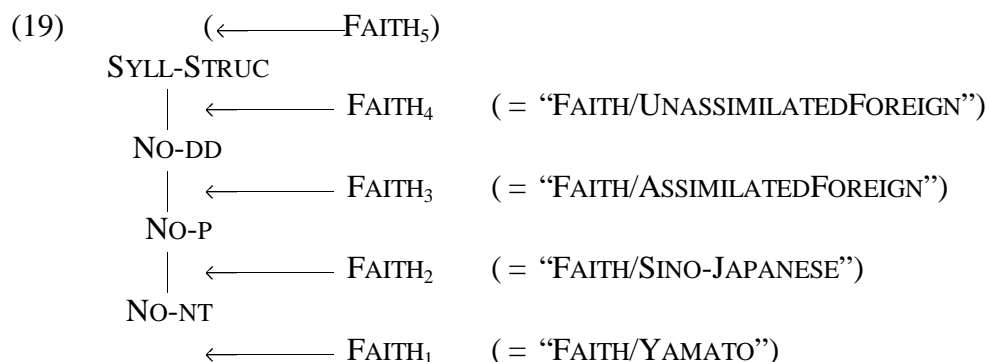 (19) (←FAITH₅)
SYLL-STRUC
← FAITH₄ ( = “FAITH/UNASSIMILATEDFOREIGN”)
NO-DD
← FAITH₃ ( = “FAITH/ASSIMILATEDFOREIGN”)
NO-P
← FAITH₂ ( = “FAITH/SINO-JAPANESE”)
NO-NT
← FAITH₁ ( = “FAITH/YAMATO”)